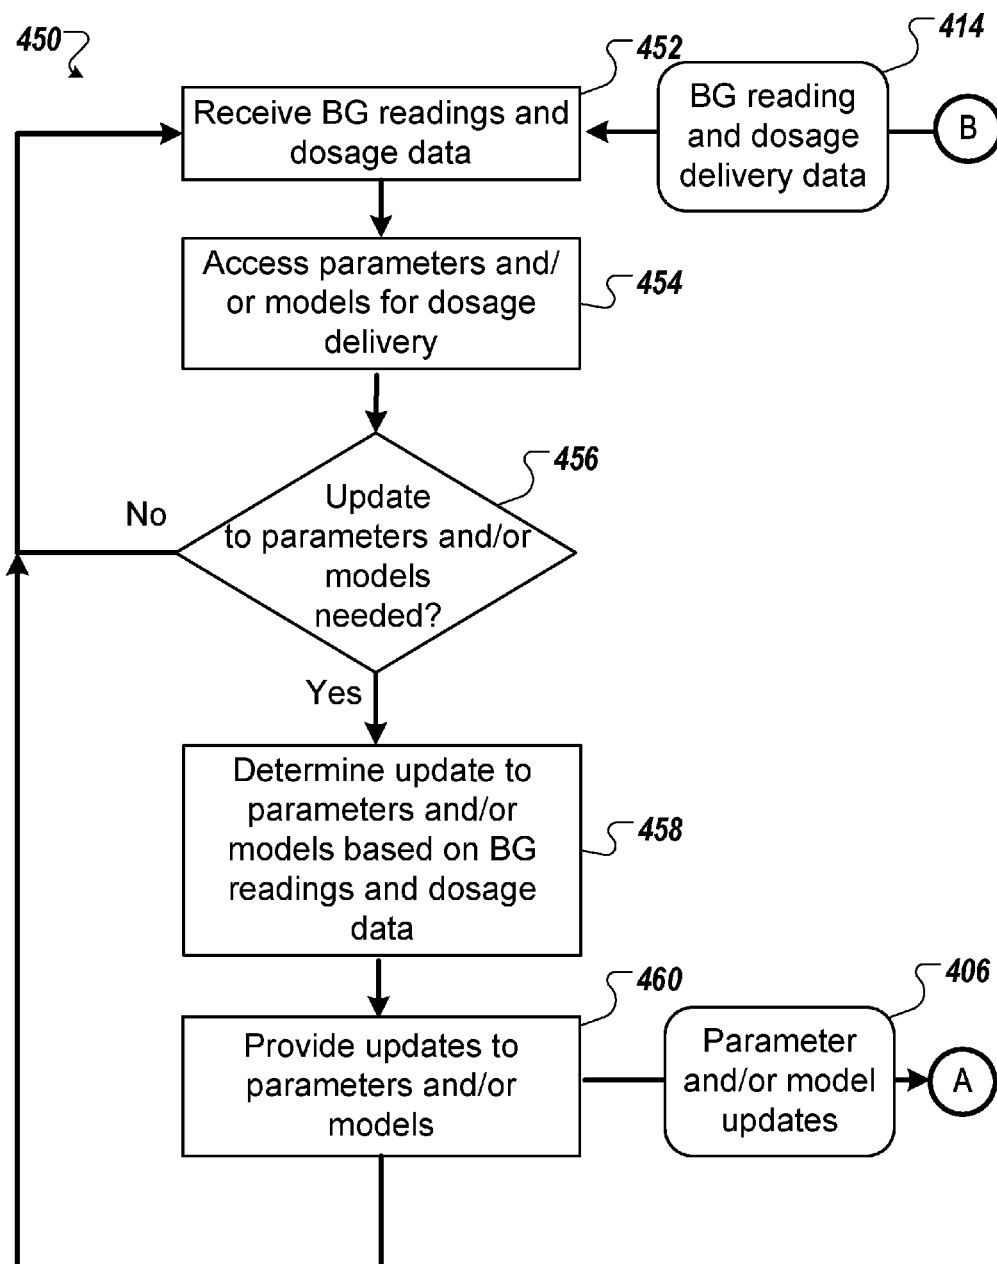 450
452
414
Receive BG readings and
dosage data
BG reading
and dosage
delivery data
B
Access parameters and/
or models for dosage
delivery
454
456
Update
to parameters and/or
models
needed?
No
Yes
Determine update to
parameters and/or
models based on BG
readings and dosage
data
458
460
406
Provide updates to
parameters and/or
models
Parameter
and/or model
updates
A